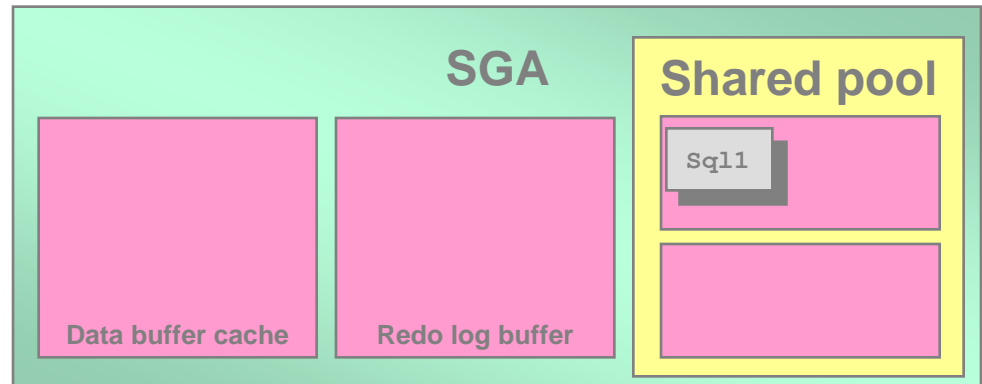 SGA
Shared pool
Sql1
Data buffer cache
Redo log buffer